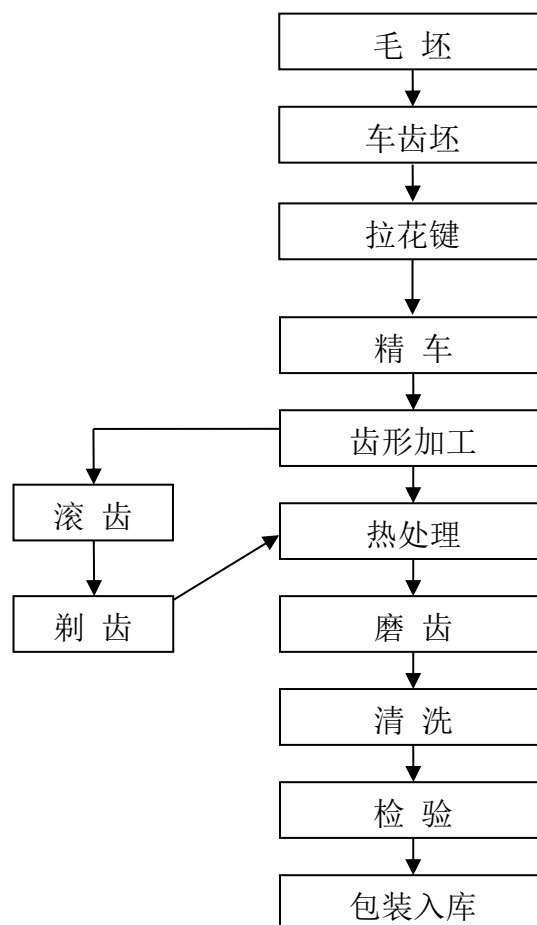 毛 坯
车齿坯
拉花键
精 车
齿形加工
滚 齿
热处理
剃 齿
磨 齿
清 洗
检 验
包装入库